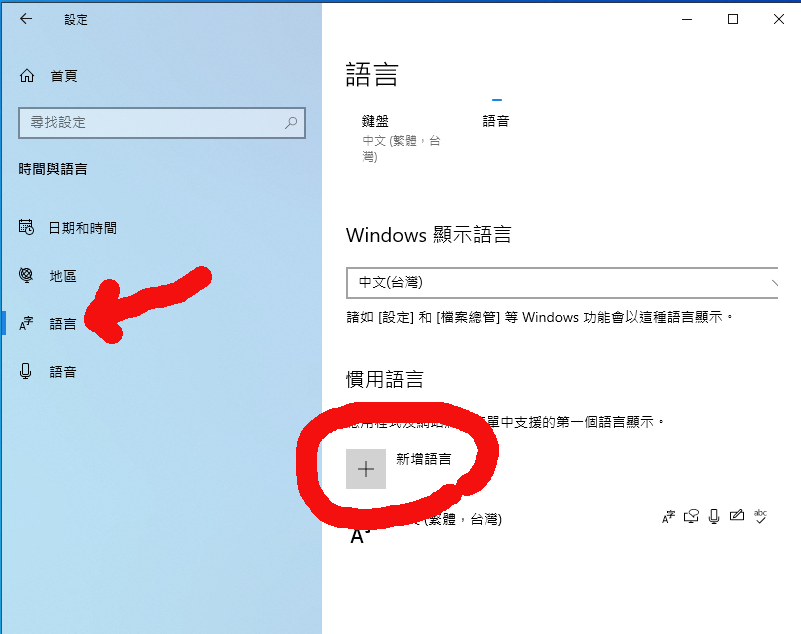 設定
首頁
尋找設定
時間與語言
日期和時間
地區
語言
語音
語言
鍵盤
中文 (繁體，台
灣)
語音
Windows 顯示語言
中文(台灣)
諸如 [設定] 和 [檔案總管] 等 Windows 功能會以這種語言顯示。
慣用語言
單中支援的第一個語言顯示。
新增語言
(繁體，台灣)
abc